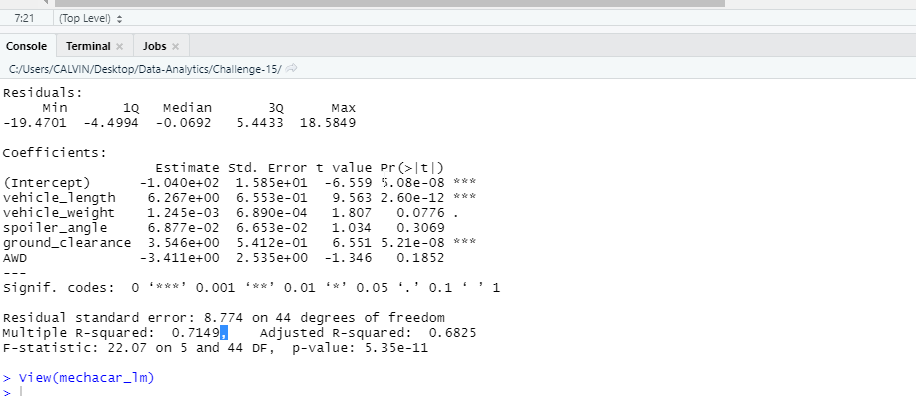 7:21 (Top Level)
Console Terminal Jobs
C:/Users/CALVIN/Desktop/Data-Analytics/Challenge-15/
Residuals:
Min 1Q Median 3Q Max
-19.4701 -4.4994 -0.0692 5.4433 18.5849
Coefficients:
Estimate Std. Error t value Pr(>|t|)
(Intercept) -1.040e+02 1.585e+01 -6.559 5.08e-08 ***
vehicle_length 6.267e+00 6.553e-01 9.563 2.60e-12 ***
vehicle_weight 1.245e-03 6.890e-04 1.807 0.0776 .
spoiler_angle 6.877e-02 6.653e-02 1.034 0.3069
ground_clearance 3.546e+00 5.412e-01 6.551 5.21e-08 ***
AWD -3.411e+00 2.535e+00 -1.346 0.1852
---
Signif. codes: 0 ‘***’ 0.001 ‘**’ 0.01 ‘*’ 0.05 ‘.’ 0.1 ‘ ’ 1
Residual standard error: 8.774 on 44 degrees of freedom
Multiple R-squared: 0.7149, Adjusted R-squared: 0.6825
F-statistic: 22.07 on 5 and 44 DF, p-value: 5.35e-11
> View(mechacar_lm)
>